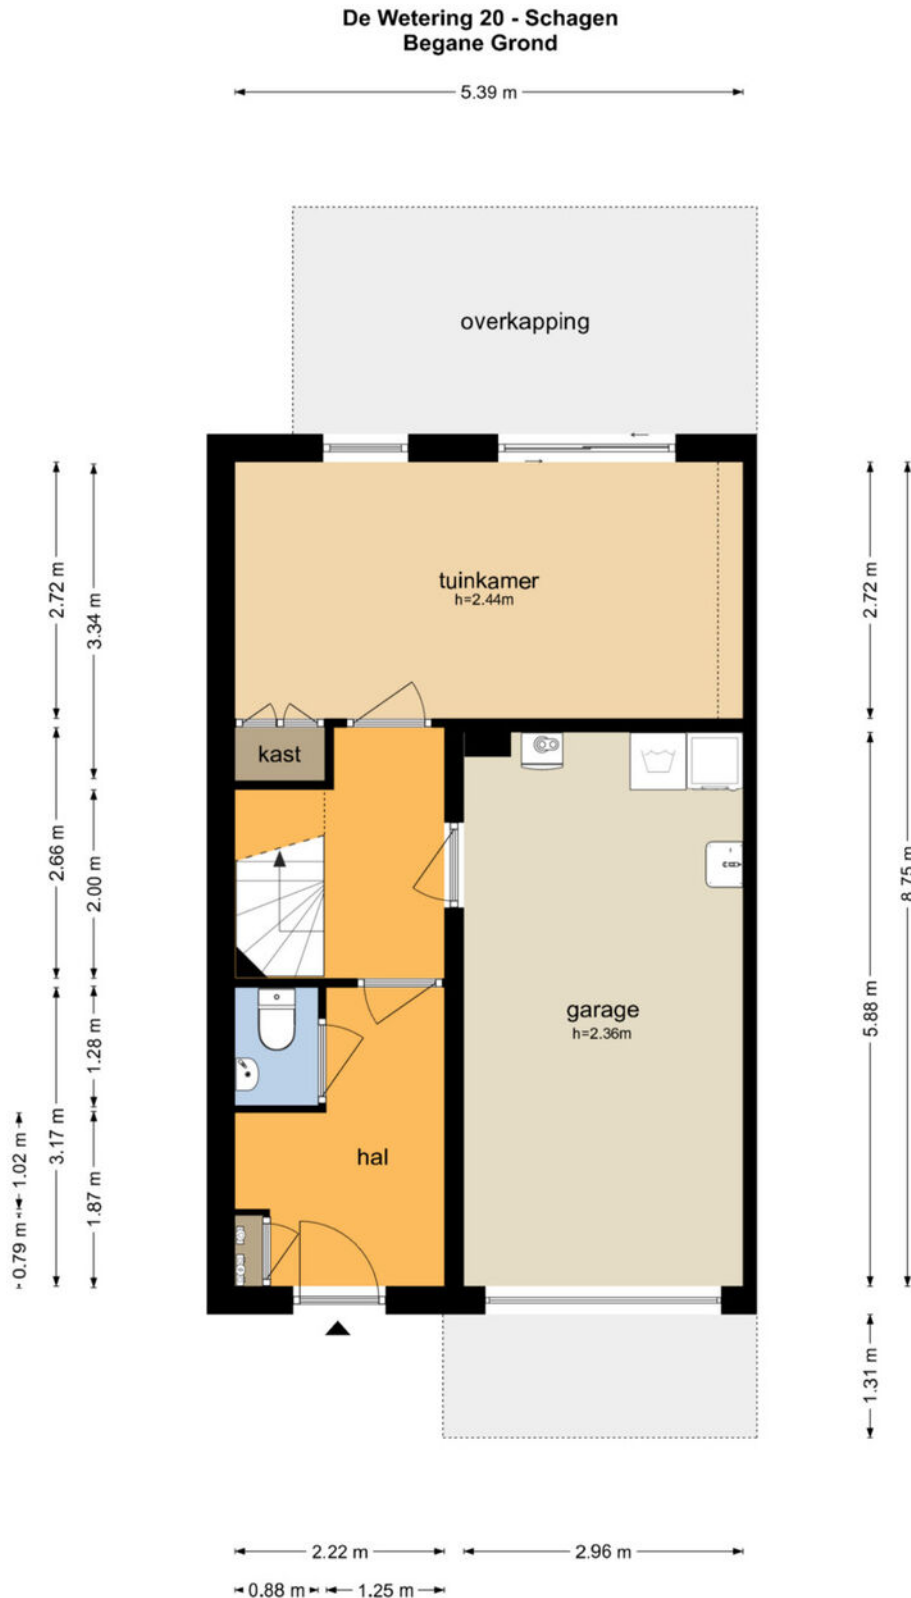 De Wetering 20 - Schagen
Begane Grond
5.39 m
overkapping
tuinkamer
h=2.44m
2.72 m
3.34 m
2.72 m
8.75 m
kast
2.66 m
2.00 m
garage
h=2.36m
5.88 m
1.28 m
3.17 m
1.02 m
1.87 m
0.79 m
hal
1.31 m
2.22 m
2.96 m
0.88 m
1.25 m